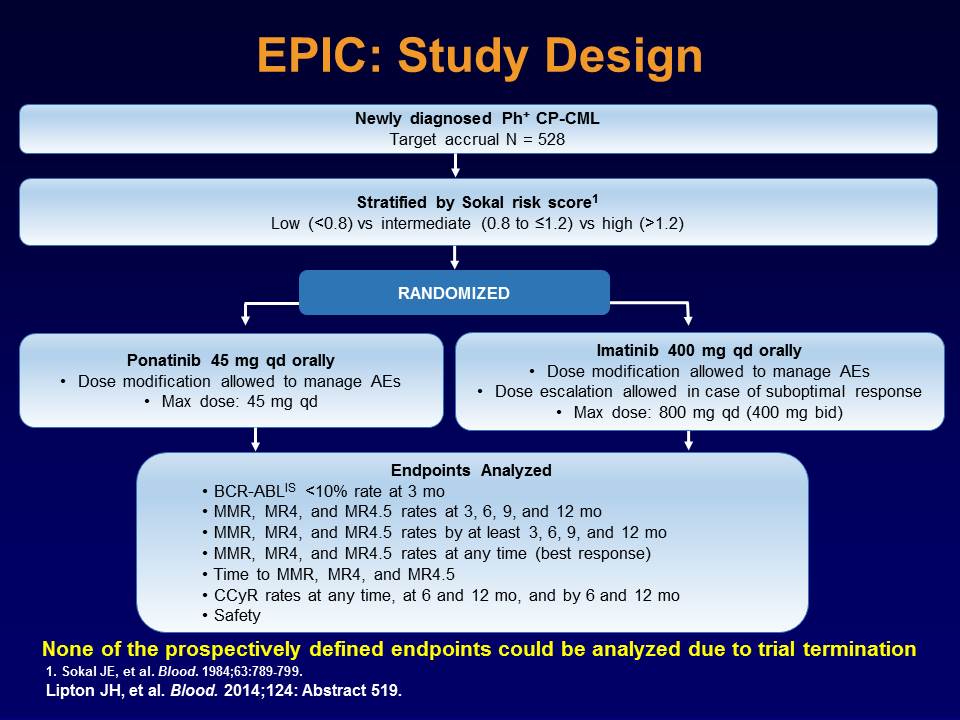 EPIC: Study Design
Newly diagnosed Ph+ CP-CML
Target accrual N = 528
Stratified by Sokal risk score1
Low (<0.8) vs intermediate (0.8 to ≤1.2) vs high (>1.2)
RANDOMIZED
Ponatinib 45 mg qd orally
• Dose modification allowed to manage AEs
• Max dose: 45 mg qd
Imatinib 400 mg qd orally
• Dose modification allowed to manage AEs
• Dose escalation allowed in case of suboptimal response
• Max dose: 800 mg qd (400 mg bid)
Endpoints Analyzed
• BCR-ABLIS <10% rate at 3 mo
• MMR, MR4, and MR4.5 rates at 3, 6, 9, and 12 mo
• MMR, MR4, and MR4.5 rates by at least 3, 6, 9, and 12 mo
• MMR, MR4, and MR4.5 rates at any time (best response)
• Time to MMR, MR4, and MR4.5
• CCyR rates at any time, at 6 and 12 mo, and by 6 and 12 mo
• Safety
None of the prospectively defined endpoints could be analyzed due to trial termination
1. Sokal JE, et al. Blood. 1984;63:789-799.
Lipton JH, et al. Blood. 2014;124: Abstract 519.